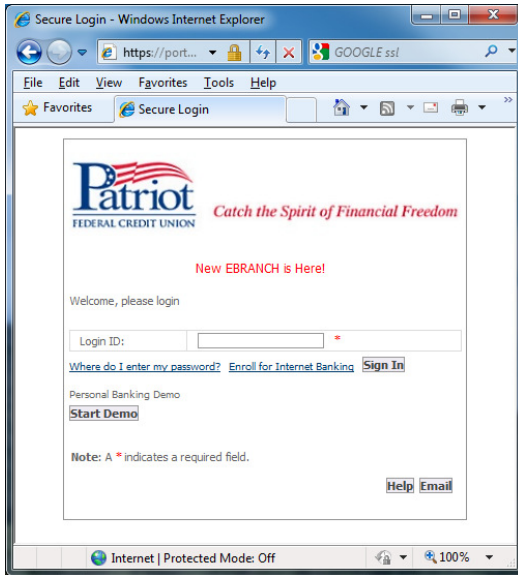 Secure Login - Windows Internet Explorer
https://port... GOOGLE ssl
File Edit View Favorites Tools Help
Favorites Secure Login
Patriot
FEDERAL CREDIT UNION
Catch the Spirit of Financial Freedom
New EBRANCH is Here!
Welcome, please login
Login ID: *
Where do I enter my password? Enroll for Internet Banking Sign In
Personal Banking Demo
Start Demo
Note: A * indicates a required field.
Help Email
Internet | Protected Mode: Off 100%